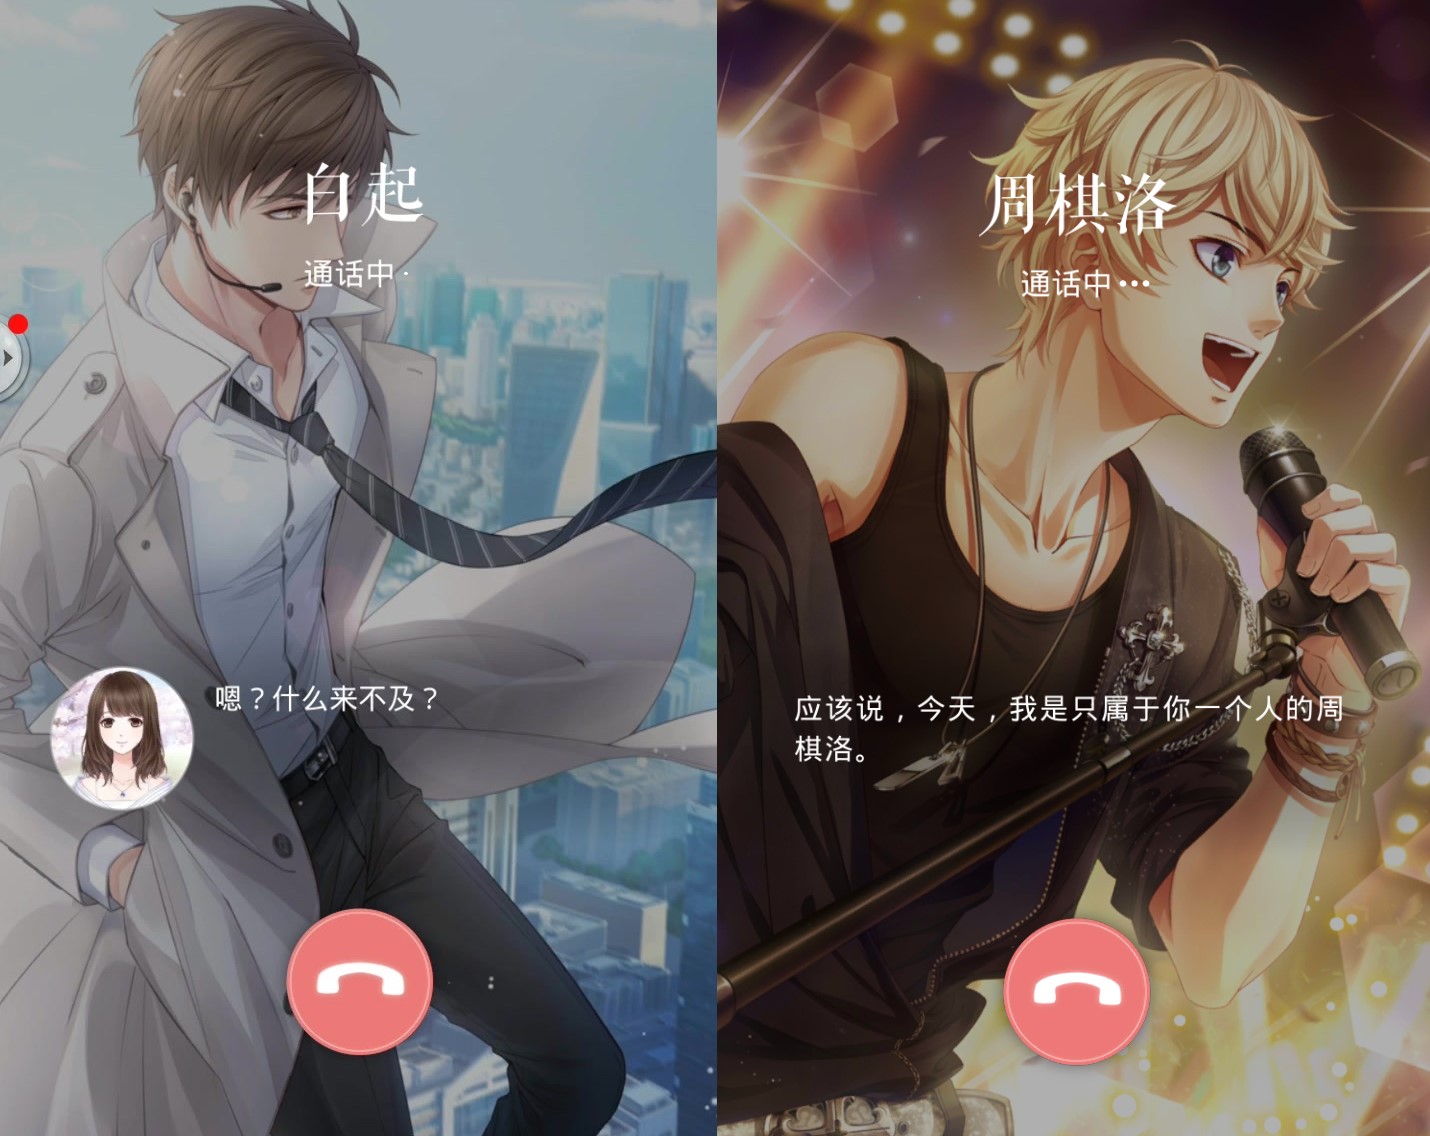 白起
通话中·
嗯？什么来不及？
周棋洛
通话中•••
应该说，今天，我是只属于你一个人的周
棋洛。